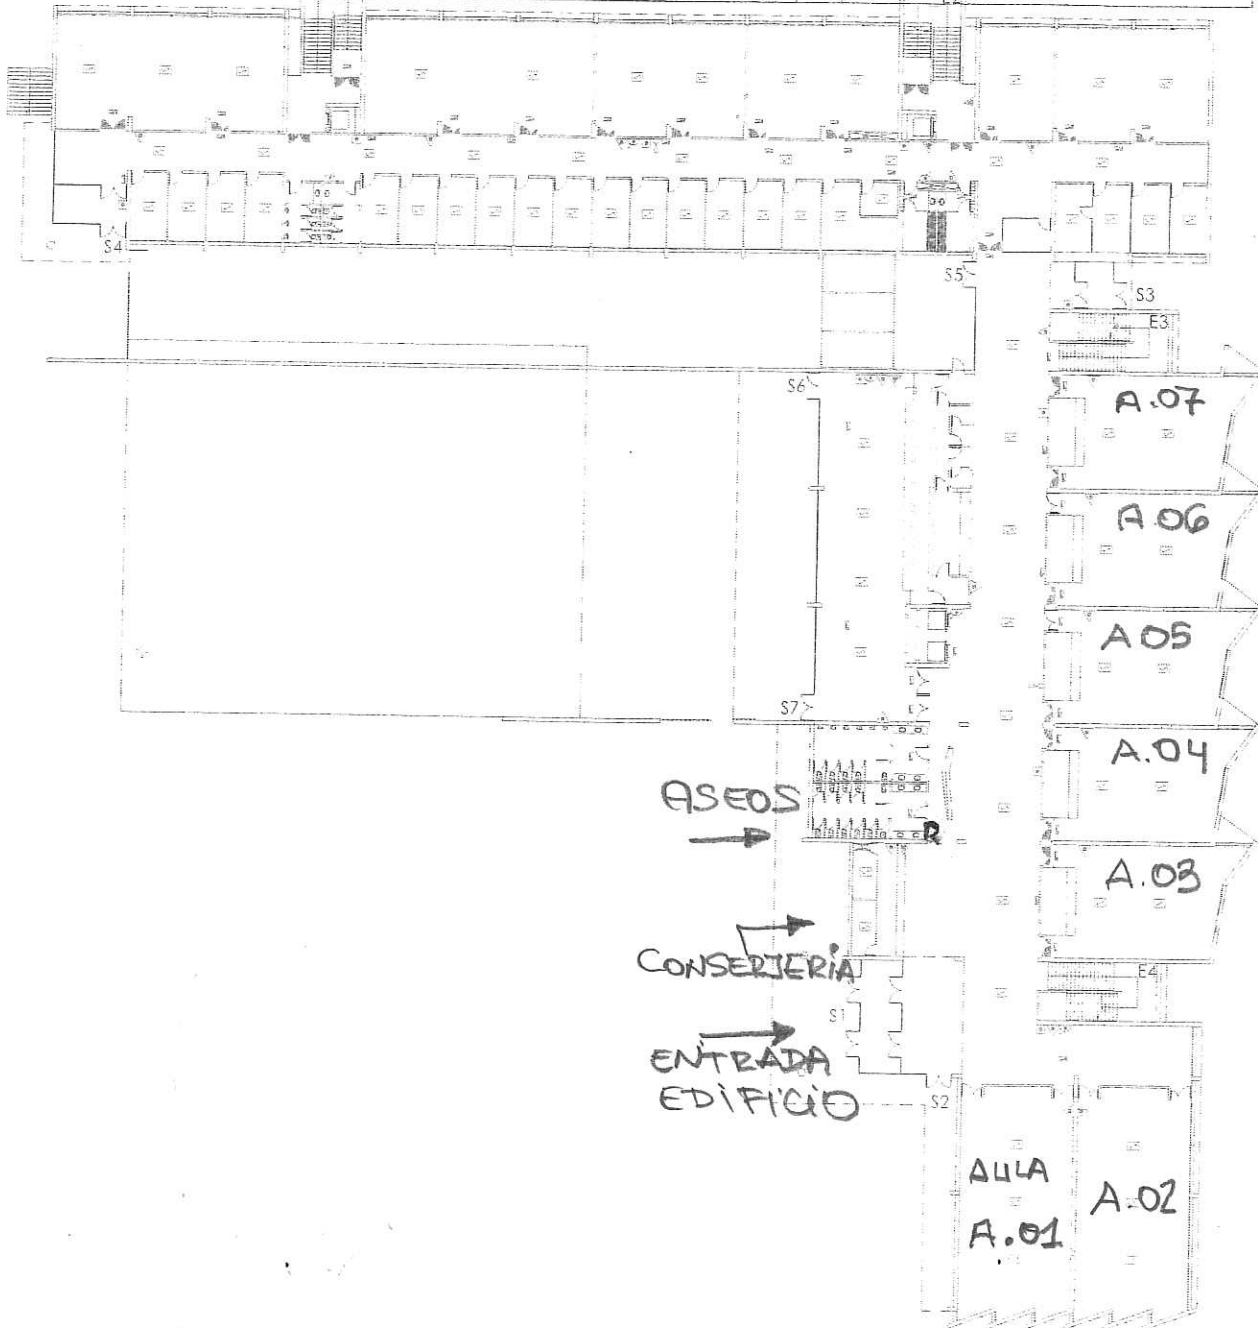 S4
S5
S3
E3
S6
A.07
A.06
A05
S7
A.04
ASEOS
R
A.03
CONSERJERIA
E4
S1
ENTRADA
EDIFICIO
S2
AULA
A.01
A.02